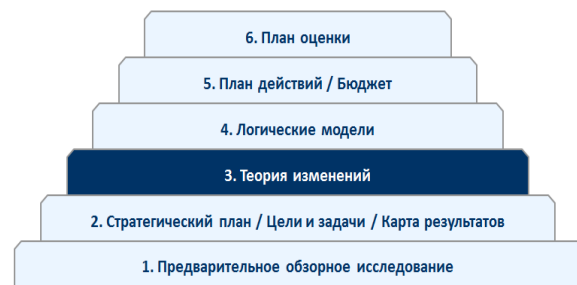 6. План оценки
5. План действий / Бюджет
4. Логические модели
3. Теория изменений
2. Стратегический план / Цели и задачи / Карта результатов
1. Предварительное обзорное исследование